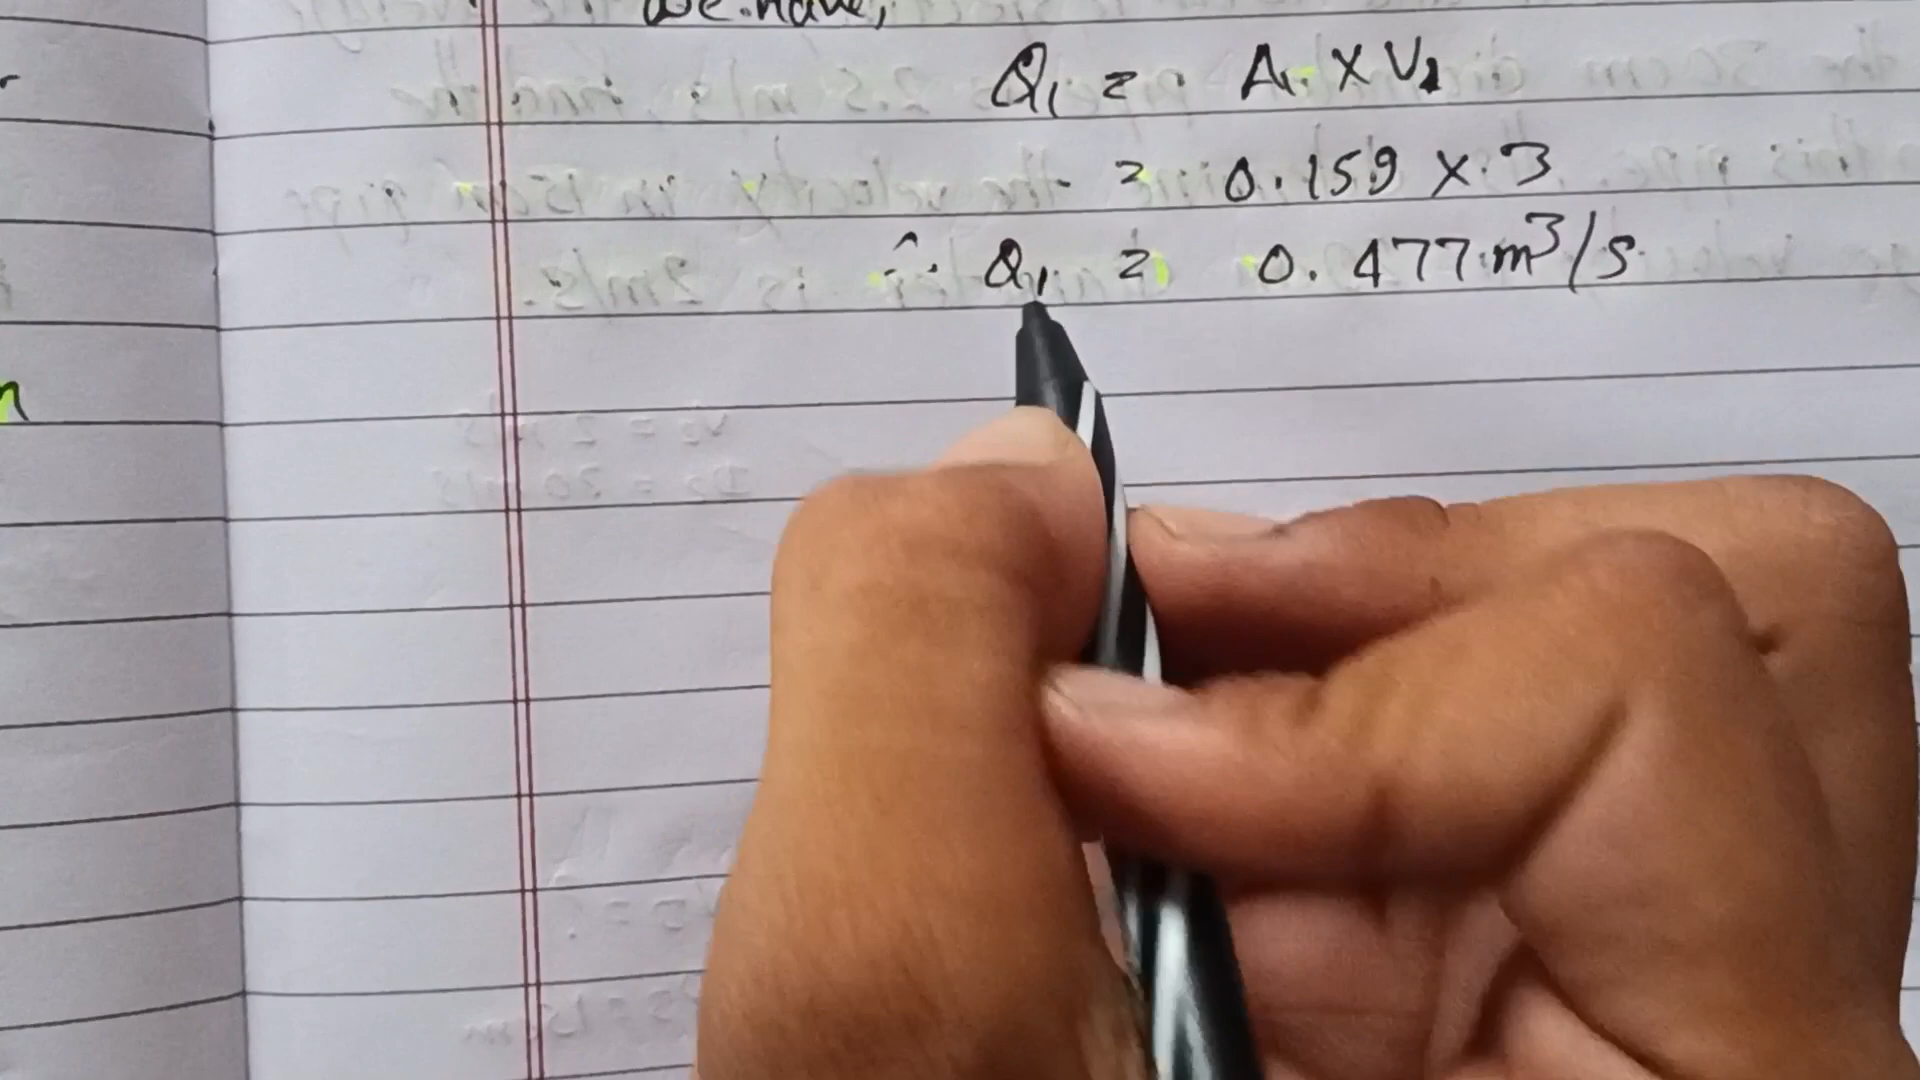 we have,
Q₁ = A₁ × V₁
= 0.159 × 3
∴ Q₁ = 0.477 m³/s